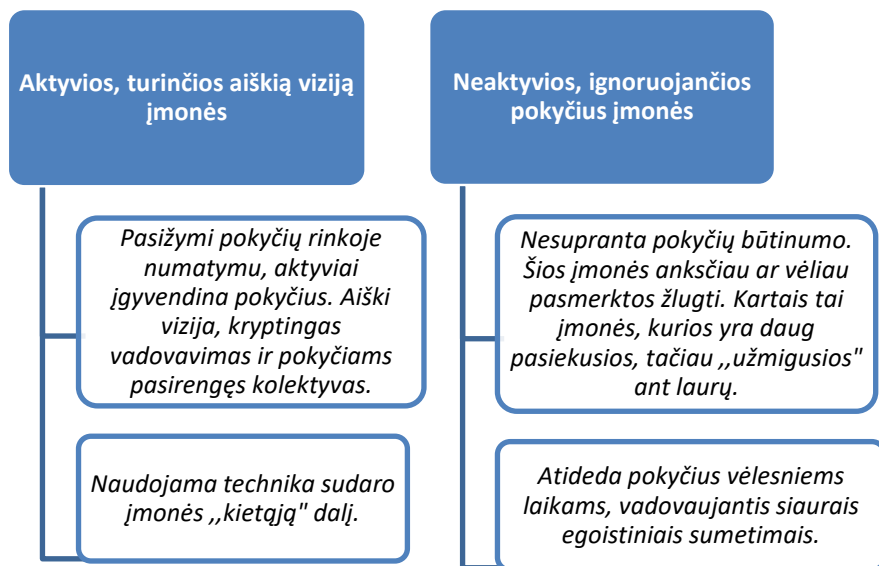 Aktyvios, turinčios aiškią viziją
įmonės
Pasižymi pokyčių rinkoje
numatymu, aktyviai
įgyvendina pokyčius. Aiški
vizija, kryptingas
vadovavimas ir pokyčiams
pasirengęs kolektyvas.
Naudojama technika sudaro
įmonės ,,kietąją" dalį.
Neaktyvios, ignoruojančios
pokyčius įmonės
Nesupranta pokyčių būtinumo.
Šios įmonės anksčiau ar vėliau
pasmerktos žlugti. Kartais tai
įmonės, kurios yra daug
pasiekusios, tačiau ,,užmigusios"
ant laurų.
Atideda pokyčius vėlesniems
laikams, vadovaujantis siaurais
egoistiniais sumetimais.